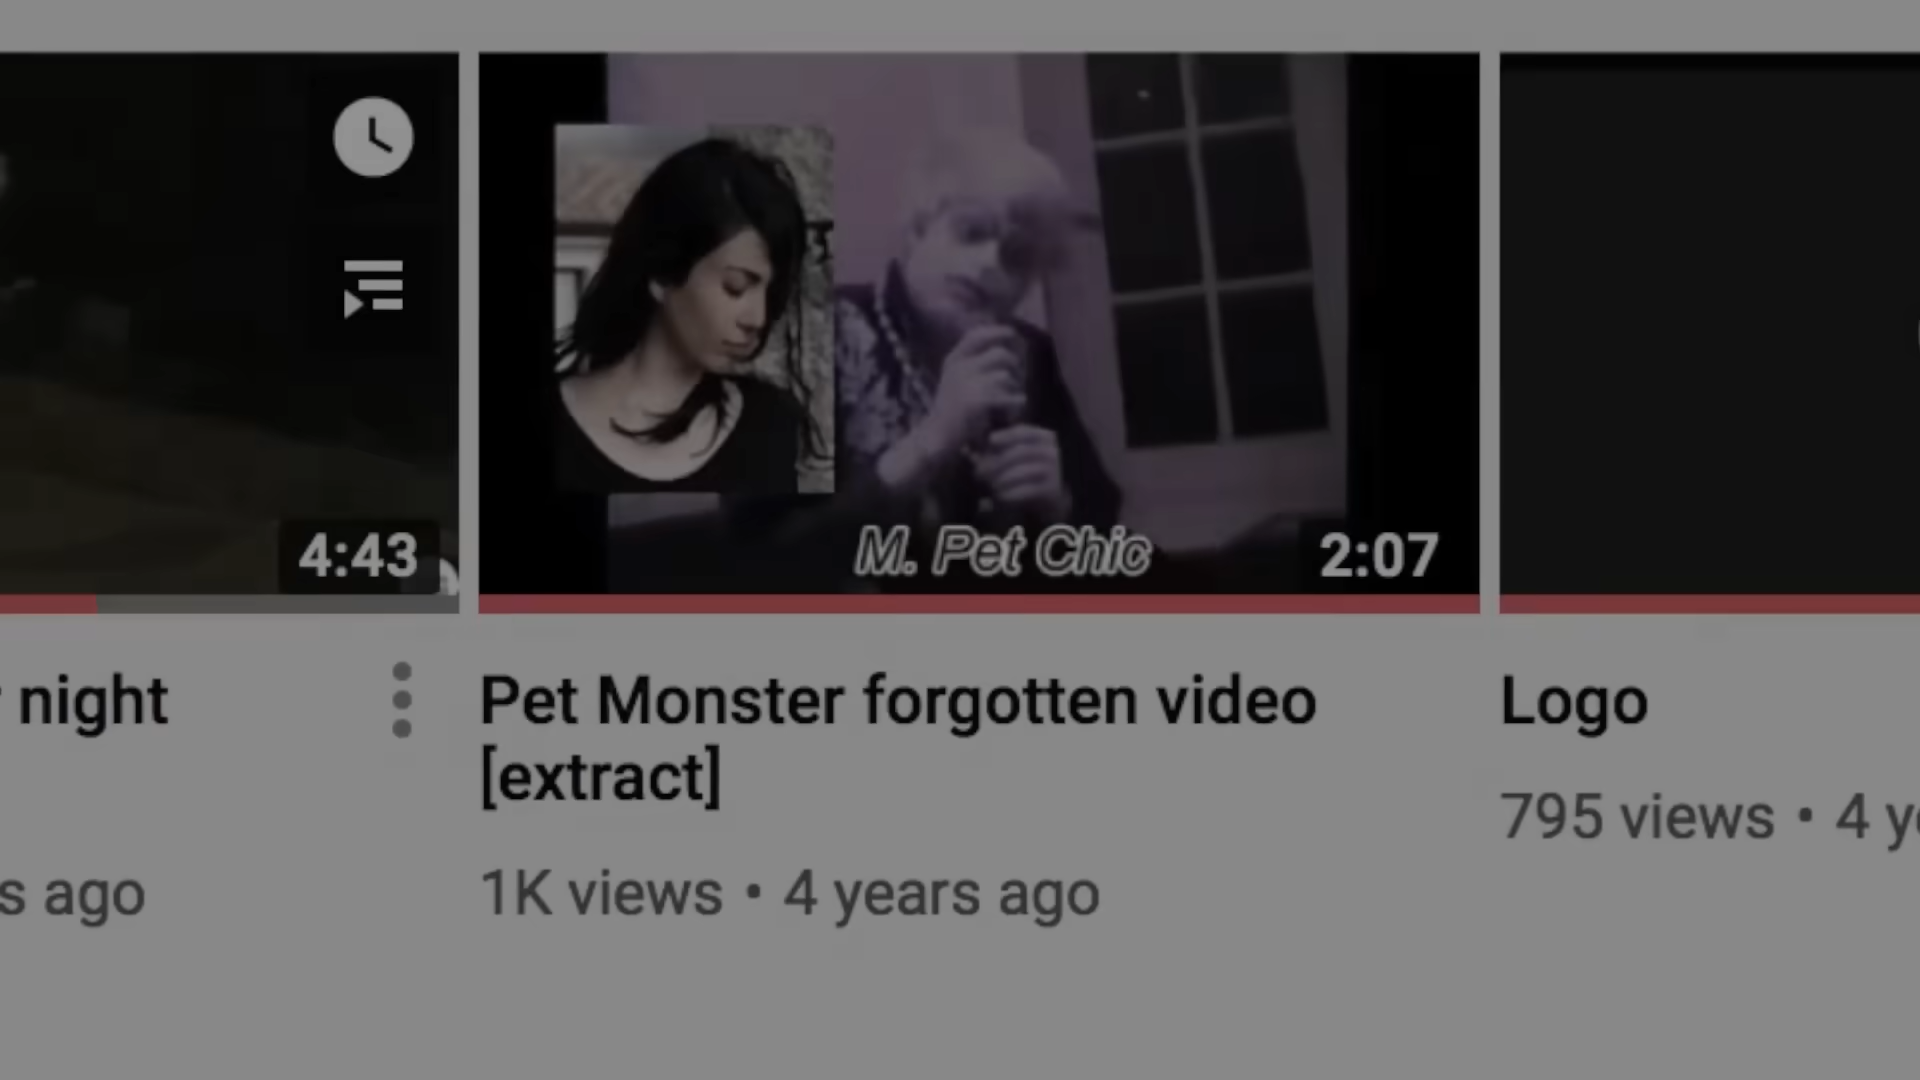 4:43
M. Pet Chic
2:07
night
Pet Monster forgotten video
[extract]
Logo
s ago
1K views • 4 years ago
795 views • 4 y